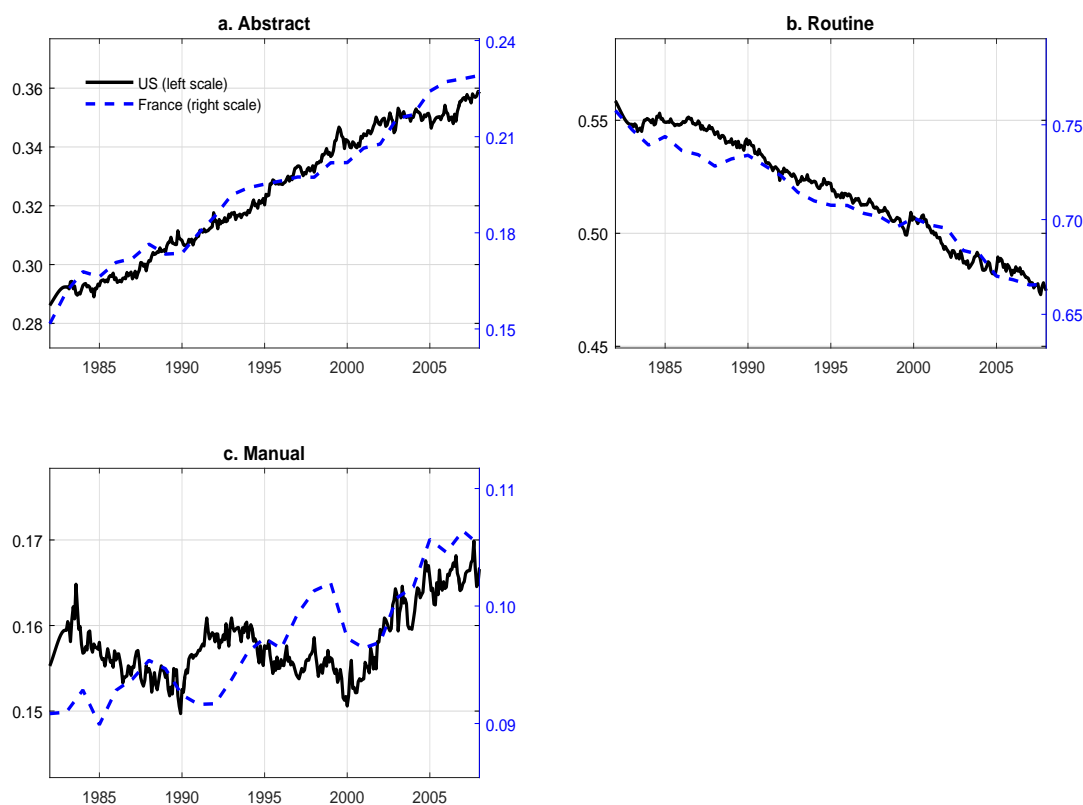 a. Abstract
0.36
0.34
0.32
0.30
0.28
0.24
0.21
0.18
0.15
US (left scale)
France (right scale)
1985 1990 1995 2000 2005
b. Routine
0.55
0.50
0.45
0.75
0.70
0.65
1985 1990 1995 2000 2005
c. Manual
0.17
0.16
0.15
0.11
0.10
0.09
1985 1990 1995 2000 2005